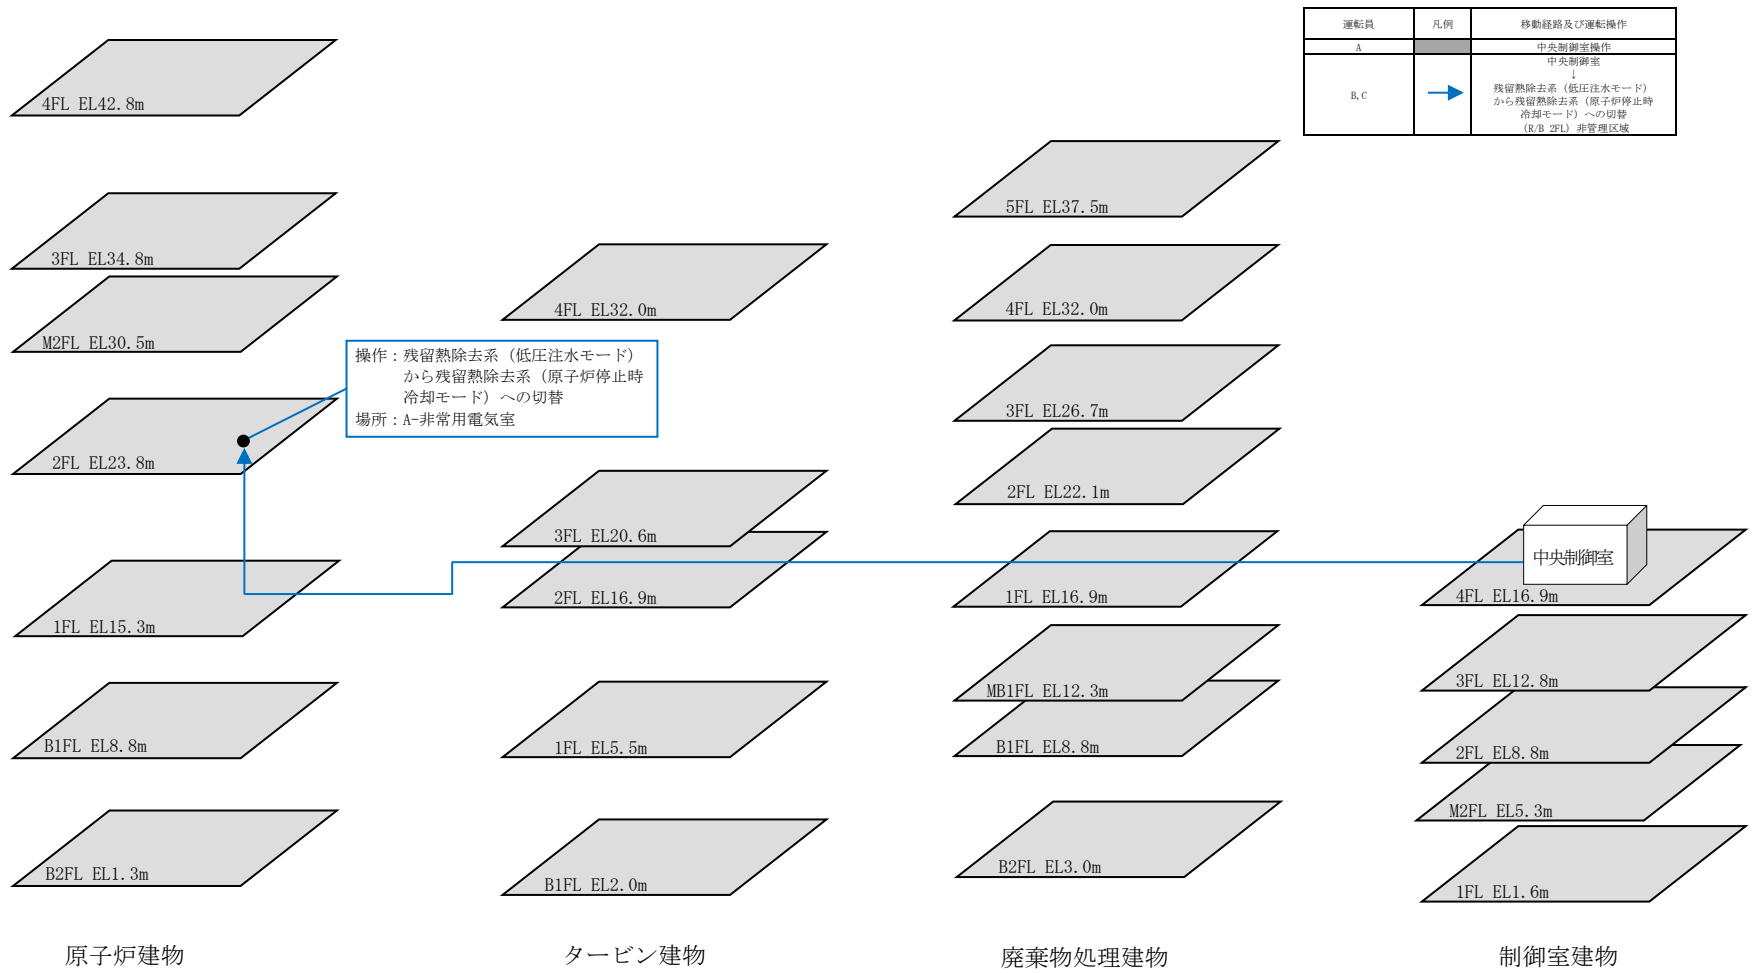 運転員 凡例 移動経路及び運転操作
A 中央制御室操作
B,C 中央制御室
↓
残留熱除去系（低圧注水モード）
から残留熱除去系（原子炉停止時
冷却モード）への切替
（R/B 2FL）非管理区域
4FL EL42.8m
3FL EL34.8m
M2FL EL30.5m
2FL EL23.8m
1FL EL15.3m
B1FL EL8.8m
B2FL EL1.3m
原子炉建物
操作：残留熱除去系（低圧注水モード）
から残留熱除去系（原子炉停止時
冷却モード）への切替
場所：A-非常用電気室
4FL EL32.0m
3FL EL20.6m
2FL EL16.9m
1FL EL5.5m
B1FL EL2.0m
タービン建物
5FL EL37.5m
4FL EL32.0m
3FL EL26.7m
2FL EL22.1m
1FL EL16.9m
MB1FL EL12.3m
B1FL EL8.8m
B2FL EL3.0m
廃棄物処理建物
中央制御室
4FL EL16.9m
3FL EL12.8m
2FL EL8.8m
M2FL EL5.3m
1FL EL1.6m
制御室建物